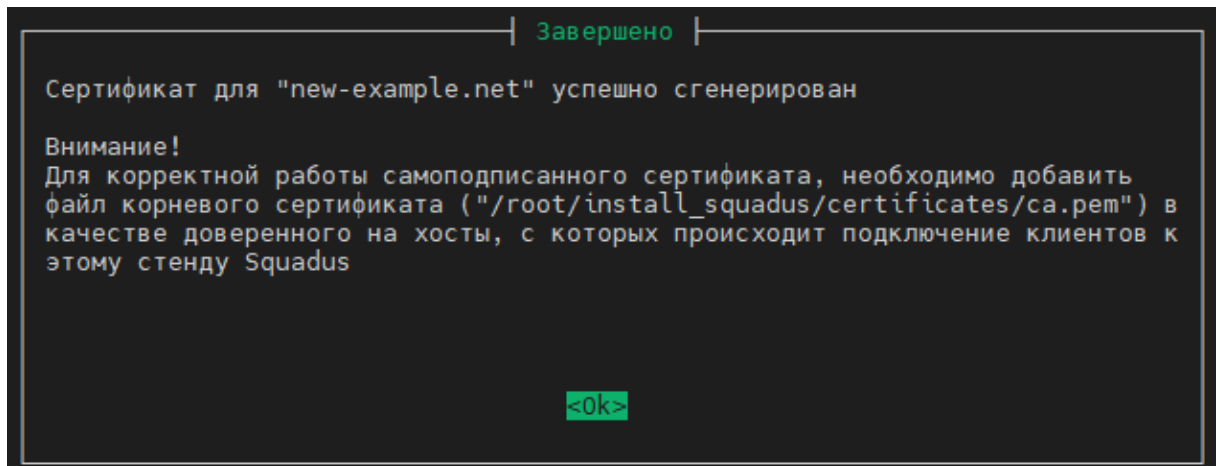 Завершено
Сертификат для "new-example.net" успешно сгенерирован
Внимание!
Для корректной работы самоподписанного сертификата, необходимо добавить
файл корневого сертификата ("/root/install_squadus/certificates/ca.pem") в
качестве доверенного на хосты, с которых происходит подключение клиентов к
этому стенду Squadus
<Ok>